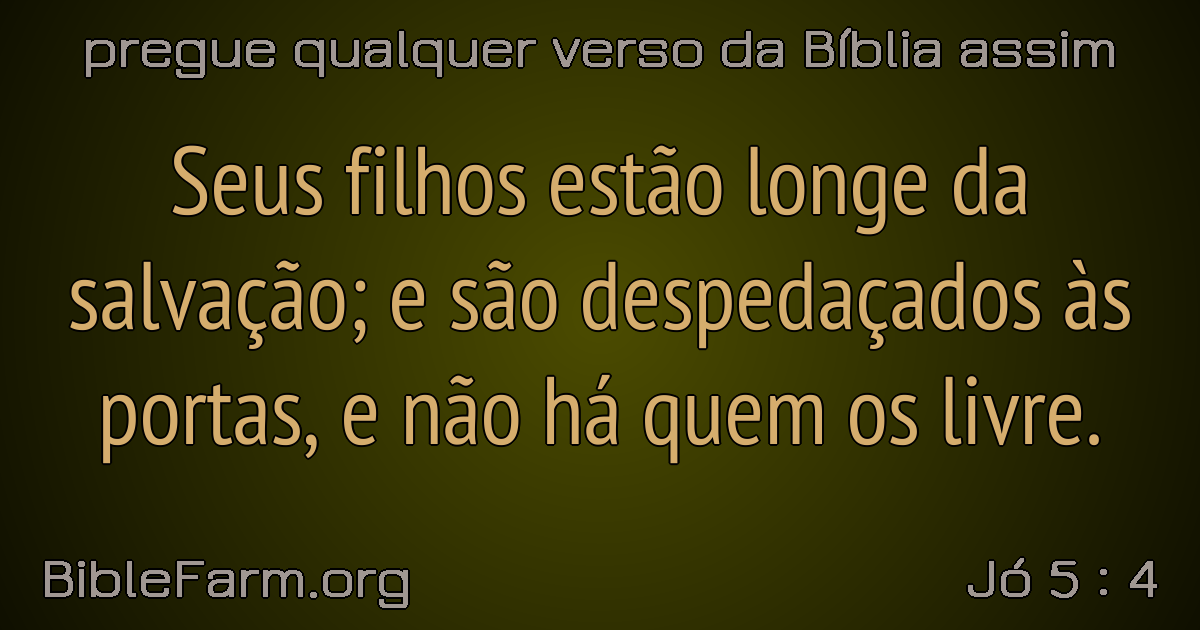 pregue qualquer verso da Bíblia assim
Seus filhos estão longe da
salvação; e são despedaçados às
portas, e não há quem os livre.
BibleFarm.org
Jó 5 : 4